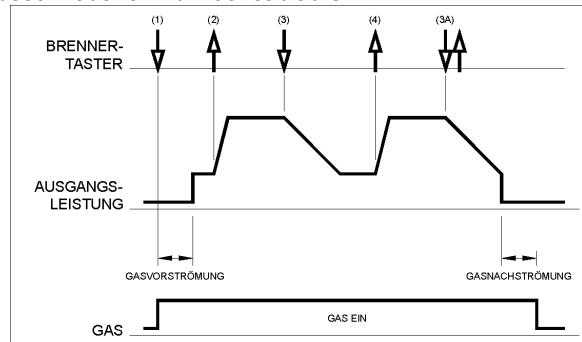 (1) (2) (3) (4) (3A)
BRENNER-
TASTER
AUSGANGS-
LEISTUNG
GASVORSTRÖMUNG GASNACHSTRÖMUNG
GAS EIN
GAS